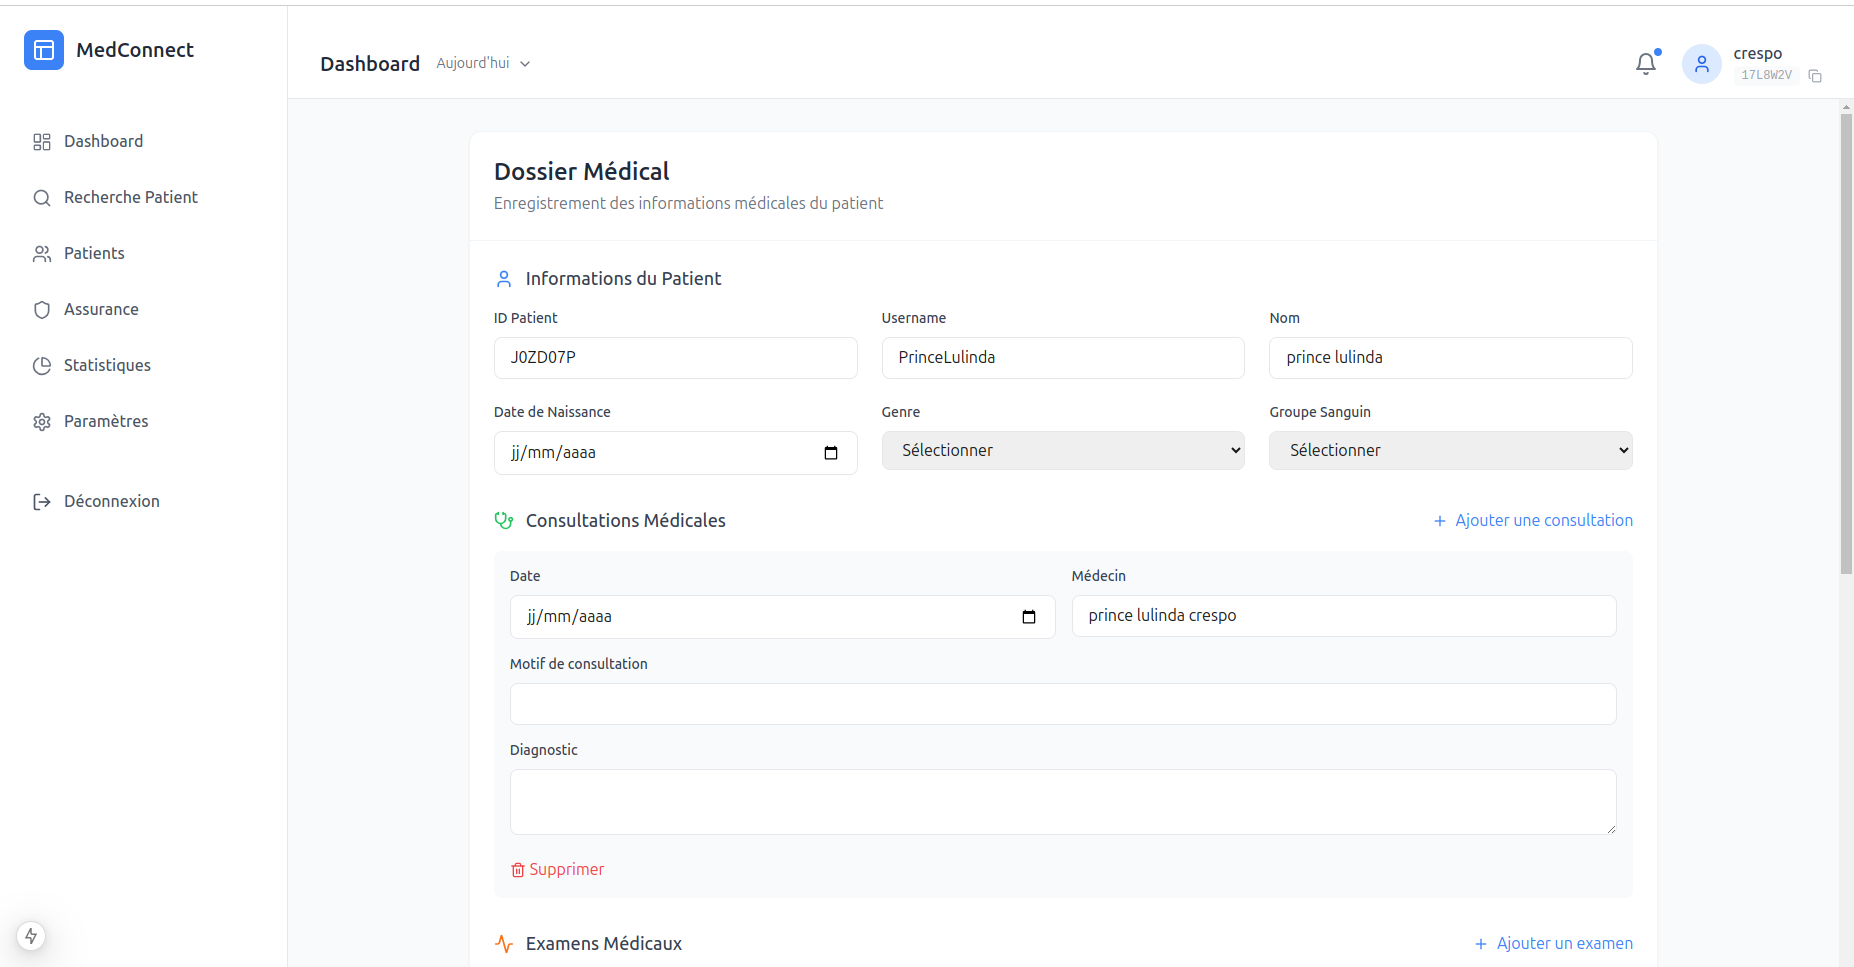 MedConnect
Dashboard
Recherche Patient
Patients
Assurance
Statistiques
Paramètres
Déconnexion
Dashboard Aujourd'hui
crespo
17L8W2V
Dossier Médical
Enregistrement des informations médicales du patient
Informations du Patient
ID Patient Username Nom
J0ZD07P PrinceLulinda prince lulinda
Date de Naissance Genre Groupe Sanguin
jj/mm/aaaa Sélectionner Sélectionner
Consultations Médicales + Ajouter une consultation
Date Médecin
jj/mm/aaaa prince lulinda crespo
Motif de consultation
Diagnostic
Supprimer
Examens Médicaux + Ajouter un examen